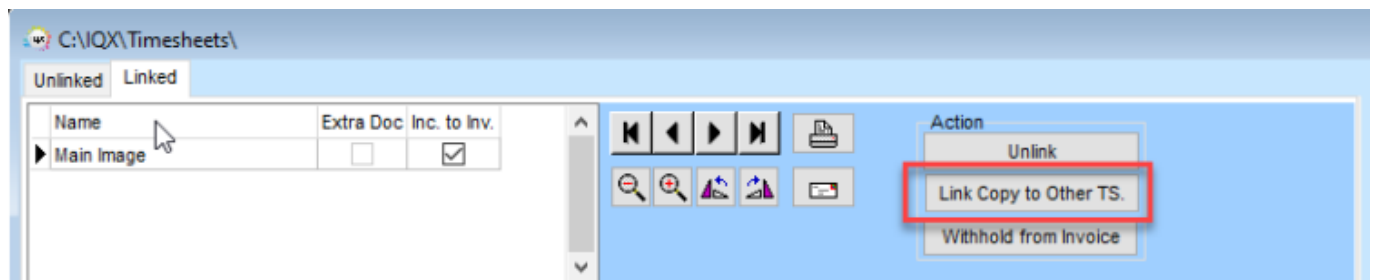 C:\IQX\Timesheets\
Unlinked Linked
Name Extra Doc Inc. to Inv.
Main Image
Action
Unlink
Link Copy to Other TS.
Withhold from Invoice